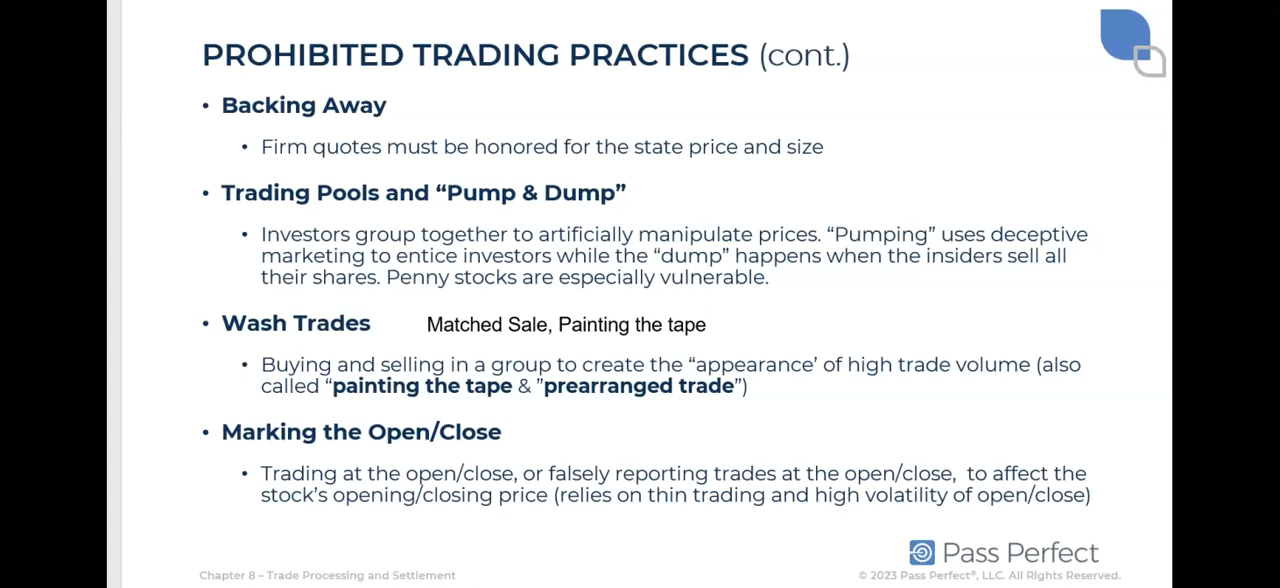 PROHIBITED TRADING PRACTICES (cont.)
• Backing Away
• Firm quotes must be honored for the state price and size
• Trading Pools and “Pump & Dump”
• Investors group together to artificially manipulate prices. “Pumping” uses deceptive
marketing to entice investors while the “dump” happens when the insiders sell all
their shares. Penny stocks are especially vulnerable.
• Wash Trades Matched Sale, Painting the tape
• Buying and selling in a group to create the “appearance’ of high trade volume (also
called “painting the tape & ”prearranged trade”)
• Marking the Open/Close
• Trading at the open/close, or falsely reporting trades at the open/close, to affect the
stock’s opening/closing price (relies on thin trading and high volatility of open/close)
Pass Perfect
Chapter 8 – Trade Processing and Settlement
© 2023 Pass Perfect®, LLC. All Rights Reserved.